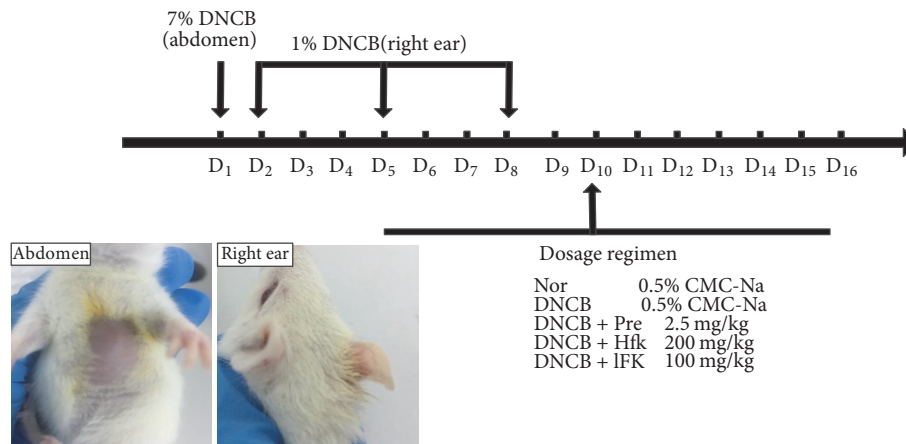 7% DNCB
(abdomen)
1% DNCB(right ear)
D1 D2 D3 D4 D5 D6 D7 D8 D9 D10 D11 D12 D13 D14 D15 D16
Abdomen
Right ear
Dosage regimen
Nor 0.5% CMC-Na
DNCB 0.5% CMC-Na
DNCB + Pre 2.5 mg/kg
DNCB + Hfk 200 mg/kg
DNCB + lFK 100 mg/kg